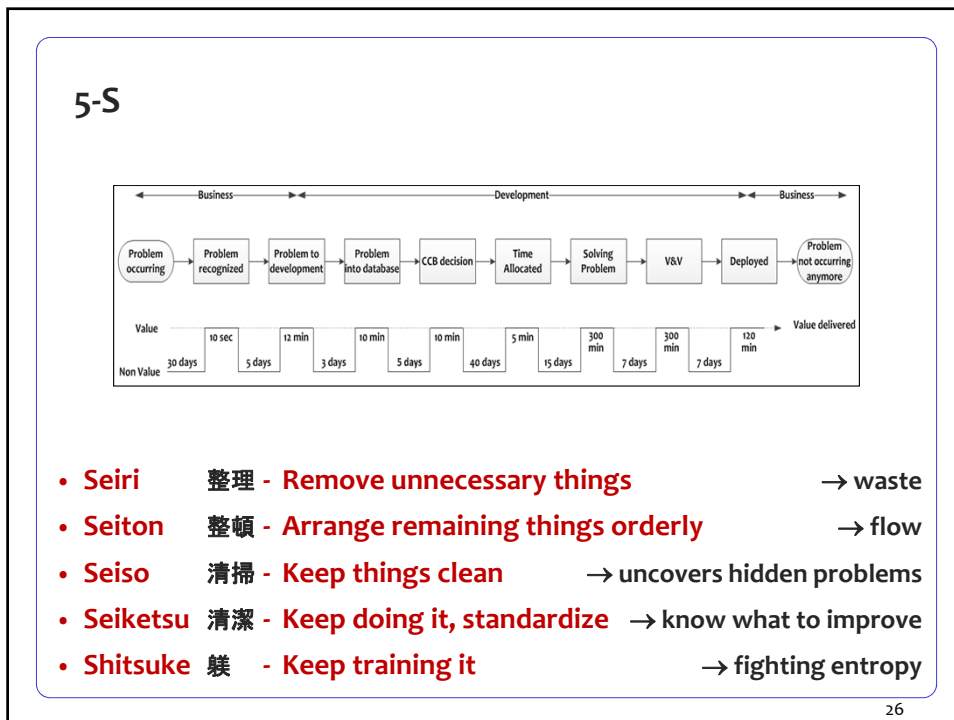 5-S
Business Development Business
Problem occurring
Problem recognized
Problem to development
Problem into database
CCB decision
Time Allocated
Solving Problem
V&V
Deployed
Problem not occurring anymore
Value 10 sec 12 min 10 min 10 min 5 min 300 min 300 min 120 min Value delivered
Non Value 30 days 5 days 3 days 5 days 40 days 15 days 7 days 7 days
• Seiri 整理 - Remove unnecessary things → waste
• Seiton 整頓 - Arrange remaining things orderly → flow
• Seiso 清掃 - Keep things clean → uncovers hidden problems
• Seiketsu 清潔 - Keep doing it, standardize → know what to improve
• Shitsuke 躾 - Keep training it → fighting entropy
26